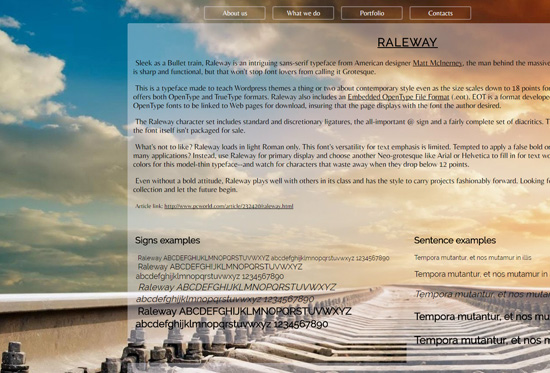 About us What we do Portfolio Contacts
RALEWAY
Sleek as a Bullet train, Raleway is an intriguing sans-serif typeface from American designer Matt McInerney, the man behind the massive
is sharp and functional, but that won't stop font lovers from calling it Grotesque.
This is a typeface made to teach Wordpress themes a thing or two about contemporary style even as the size scales down to 18 points for
offers both OpenType and TrueType formats. Raleway also includes an Embedded OpenType File Format (.eot). EOT is a format develope
OpenType fonts to be linked to Web pages for download, insuring that the page displays with the font the author desired.
The Raleway character set includes standard and discretionary ligatures, the all-important @ sign and a fairly complete set of diacritics. T
the font itself isn't packaged for sale.
What's not to like? Raleway loads in light Roman only. This font's versatility for text emphasis is limited. Tempted to apply a false bold or
many applications? Instead, use Raleway for primary display and choose another Neo-grotesque like Arial or Helvetica to fill in for text wo
colors for this model-thin typeface—and watch for characters that waste away when they drop below 12 points.
Even without a bold attitude, Raleway plays well with others in its class and has the style to carry projects fashionably forward. Looking fo
collection and let the future begin.
Article link: http://www.pcworld.com/article/232420/raleway.html
Signs examples Sentence examples
Raleway ABCDEFGHIJKLMNOPQRSTUVWXYZ abcdefghijklmnopqrstuvwxyz 1234567890 Tempora mutantur, et nos mutamur in illis
Raleway ABCDEFGHIJKLMNOPQRSTUVWXYZ
abcdefghijklmnopqrstuvwxyz 1234567890 Tempora mutantur, et nos mutamur in
Raleway ABCDEFGHIJKLMNOPQRSTUVWXYZ
abcdefghijklmnopqrstuvwxyz 1234567890 Tempora mutantur, et nos mutam
Raleway ABCDEFGHIJKLMNOPQRSTUVWXYZ
abcdefghijklmnopqrstuvwxyz 1234567890 Tempora mutantur, et nos mu
Tempora mutantur, et nos m